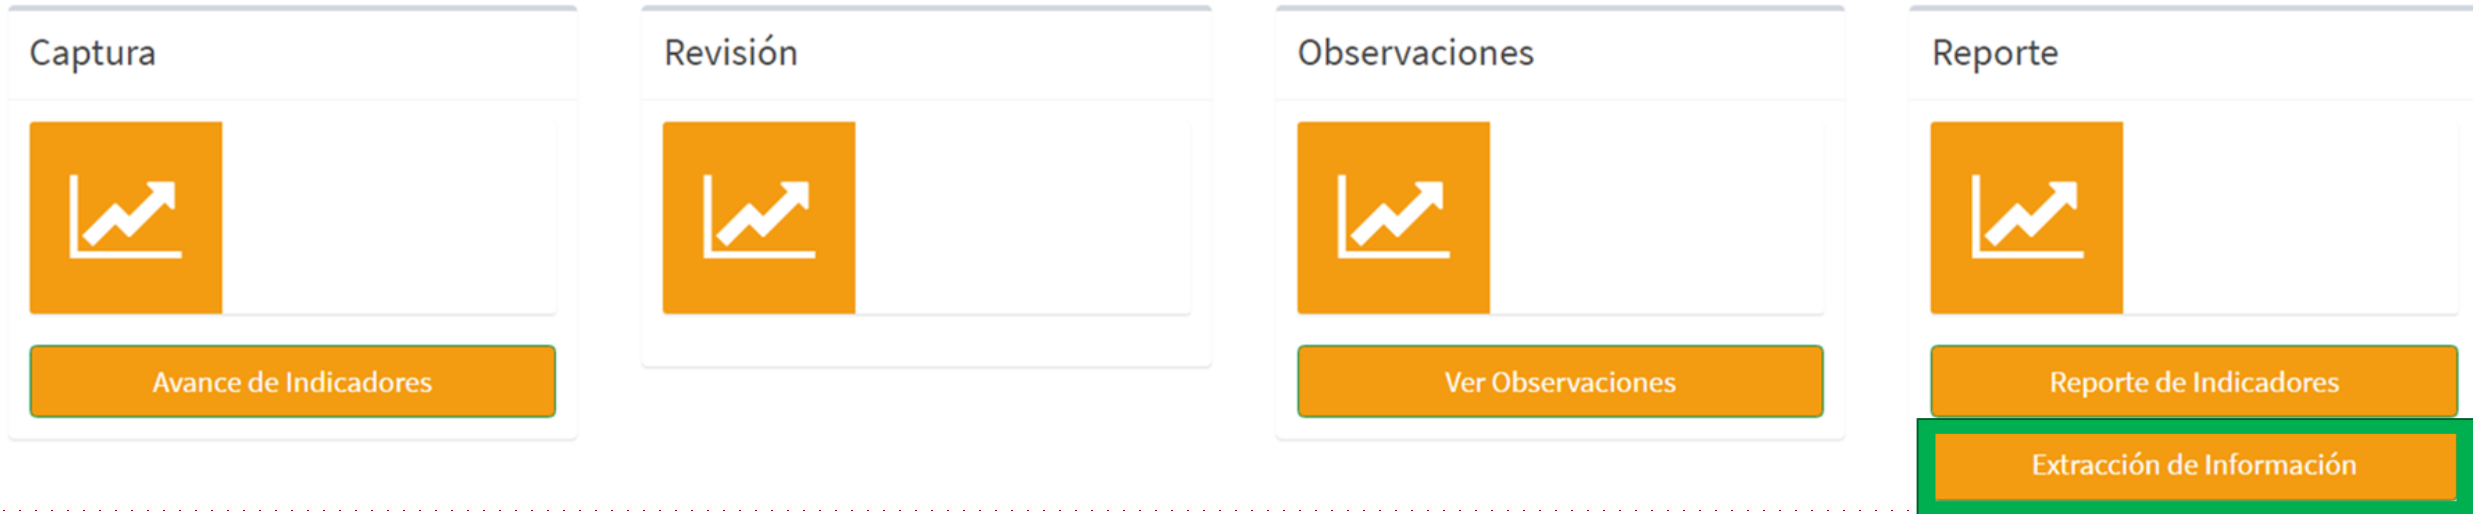 Captura
Avance de Indicadores
Revisión
Observaciones
Ver Observaciones
Reporte
Reporte de Indicadores
Extracción de Información